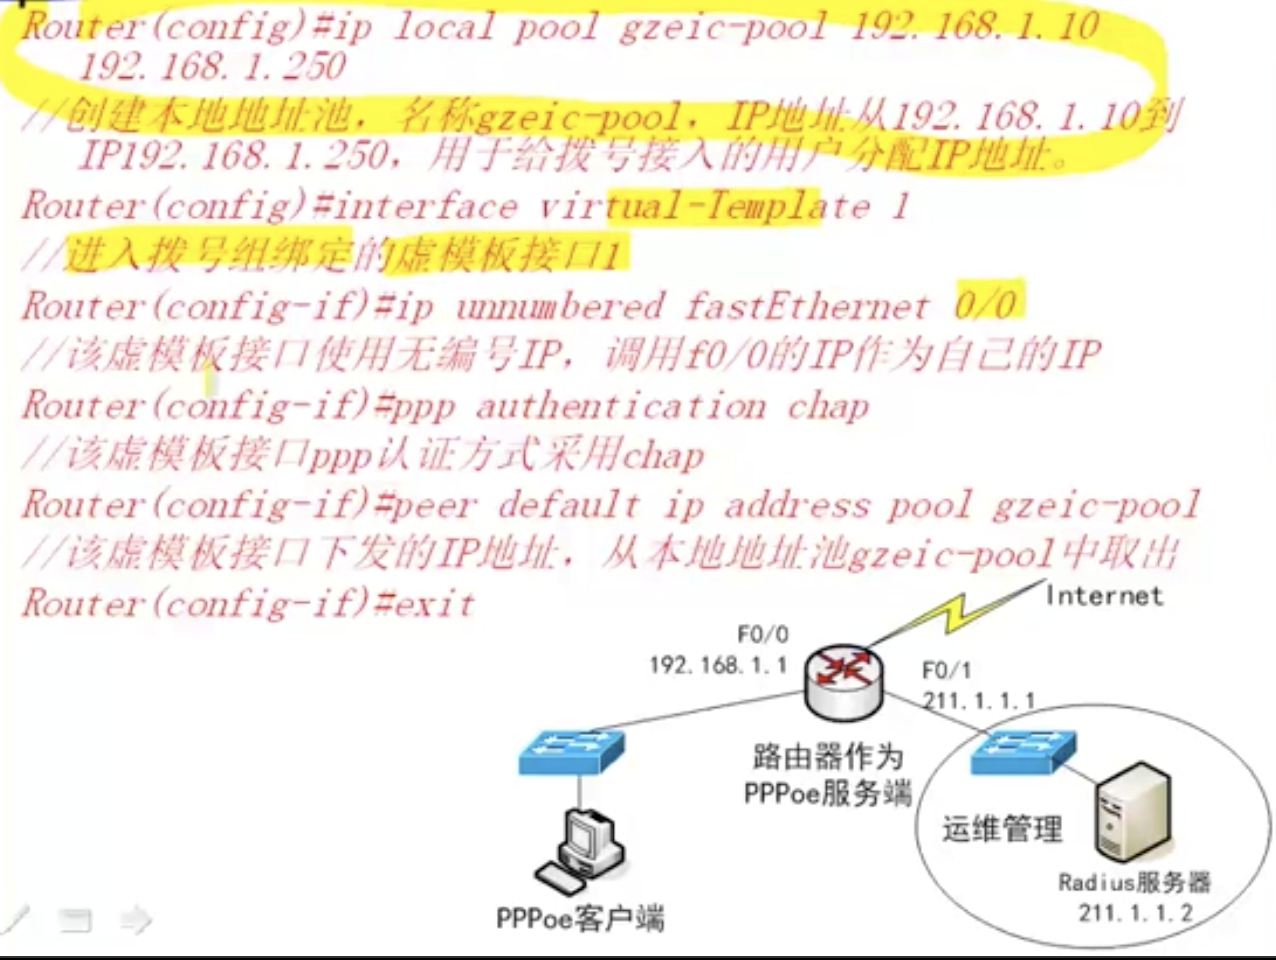 Router(config)#ip local pool gzeic-pool 192.168.1.10
192.168.1.250
//创建本地地址池，名称gzeic-pool，IP地址从192.168.1.10到
IP192.168.1.250，用于给拨号接入的用户分配IP地址。
Router(config)#interface virtual-Template 1
//进入拨号组绑定的虚模板接口1
Router(config-if)#ip unnumbered fastEthernet 0/0
//该虚模板接口使用无编号IP，调用f0/0的IP作为自己的IP
Router(config-if)#ppp authentication chap
//该虚模板接口ppp认证方式采用chap
Router(config-if)#peer default ip address pool gzeic-pool
//该虚模板接口下发的IP地址，从本地地址池gzeic-pool中取出
Router(config-if)#exit
Internet
F0/0
192.168.1.1
F0/1
211.1.1.1
路由器作为
PPPoe服务端
运维管理
Radius服务器
211.1.1.2
PPPoe客户端